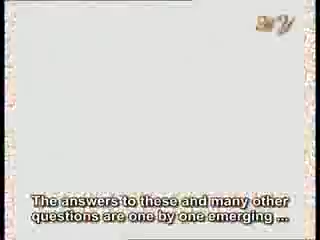 The answers to these and many other
questions are one by one emerging ...